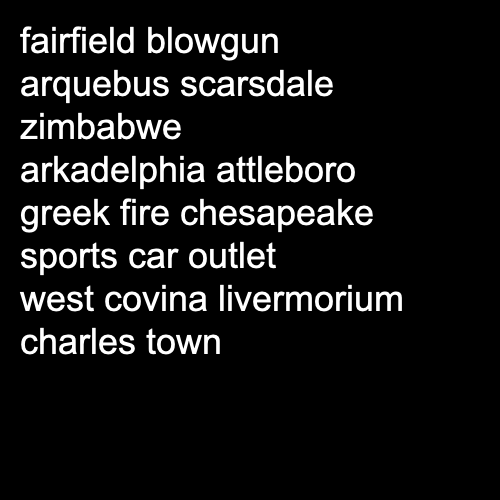 fairfield blowgun
arquebus scarsdale
zimbabwe
arkadelphia attleboro
greek fire chesapeake
sports car outlet
west covina livermorium
charles town